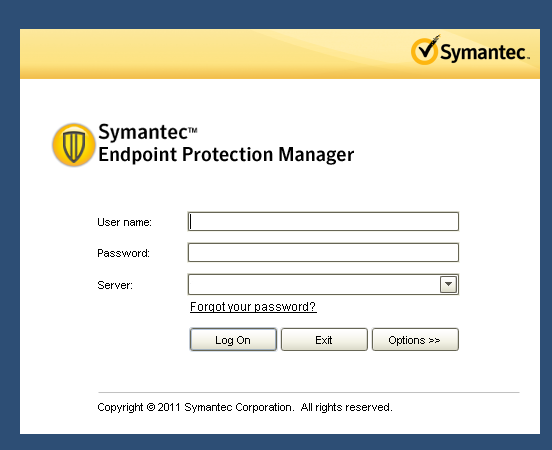 Symantec.
Symantec™
Endpoint Protection Manager
User name:
Password:
Server:
Forgot your password?
Log On Exit Options >>
Copyright © 2011 Symantec Corporation. All rights reserved.